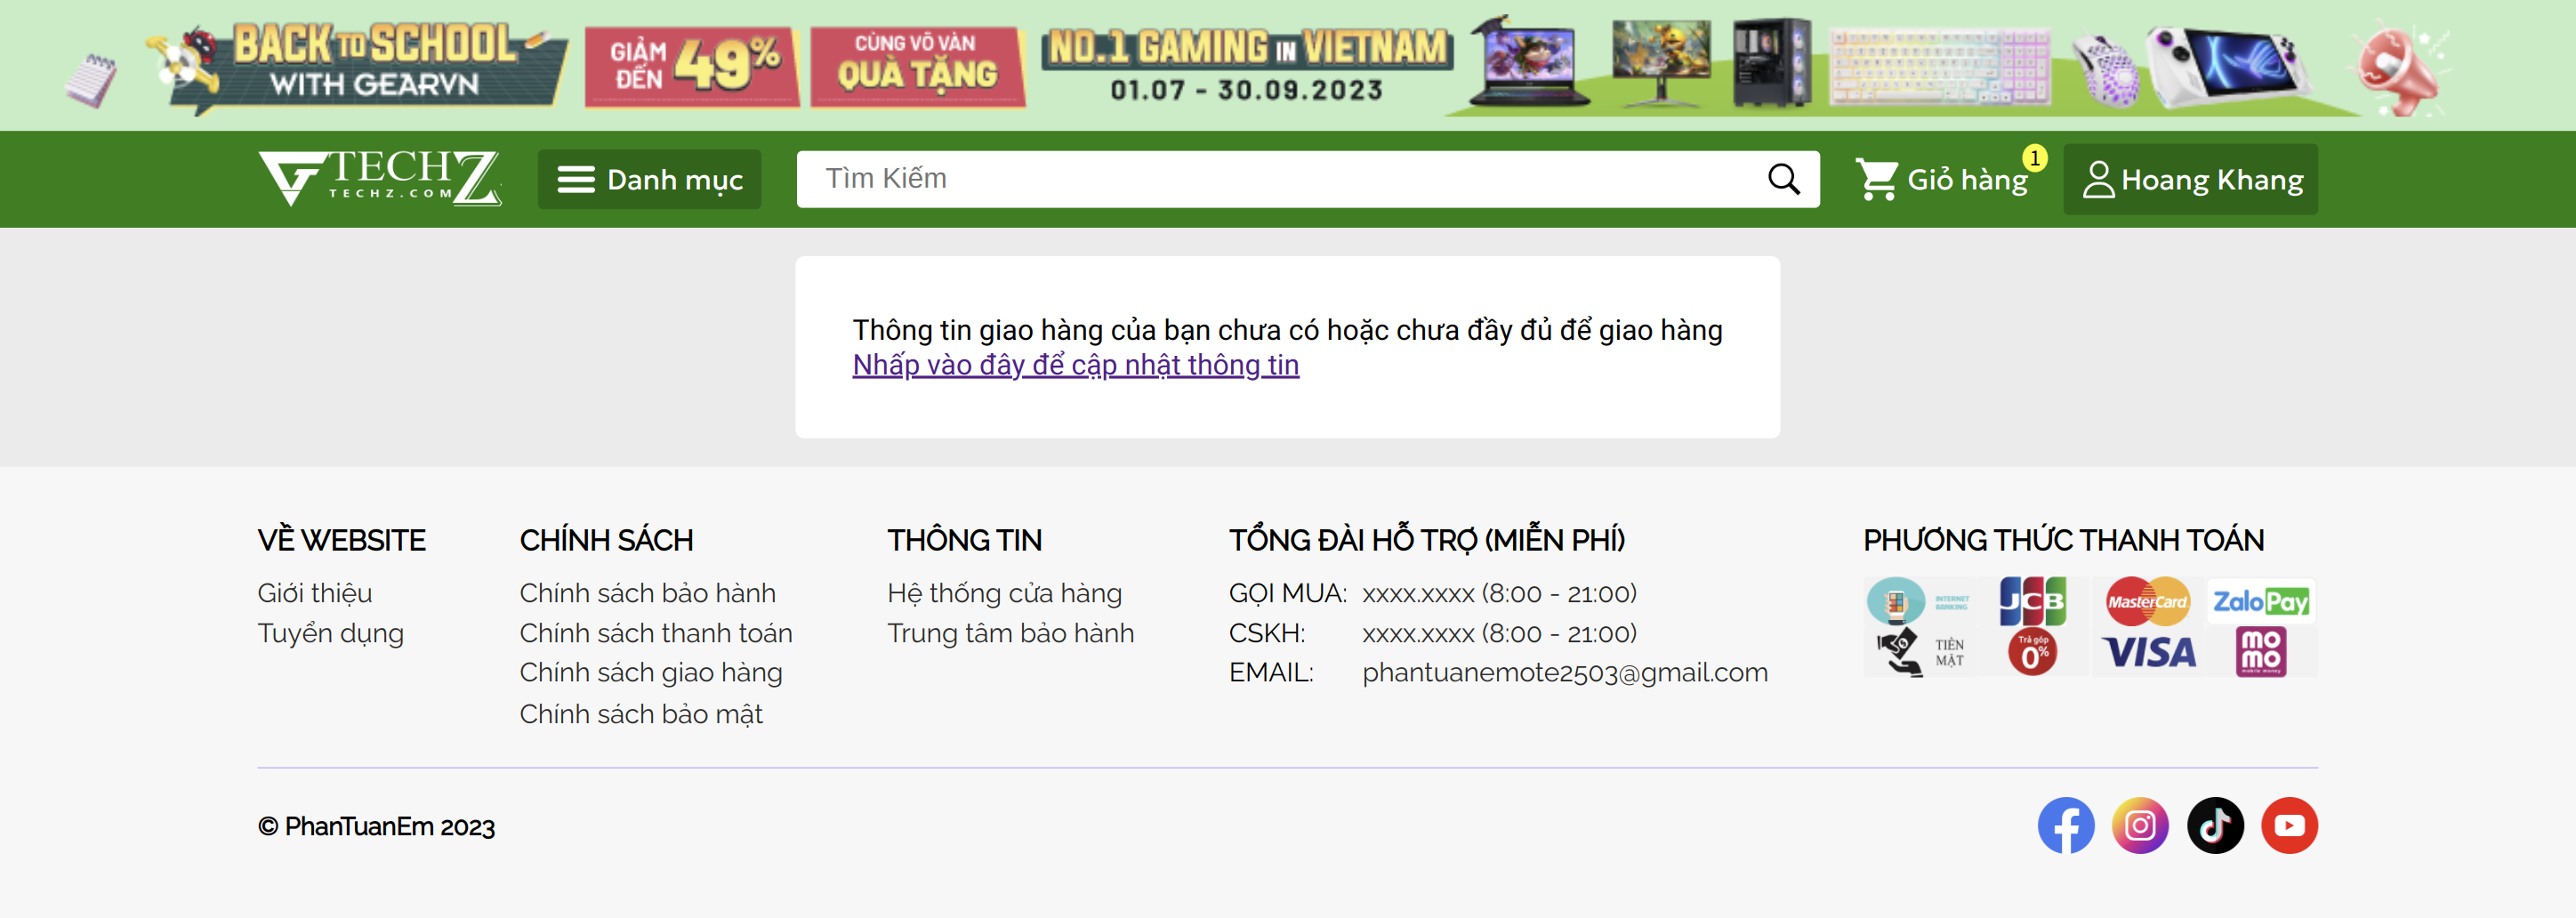 BACK TO SCHOOL
WITH GEARVN
GIẢM
ĐẾN
49%
CÙNG VÔ VÀN
QUÀ TẶNG
NO.1 GAMING IN VIETNAM
01.07 - 30.09.2023
TECHZ
TECHZ.COM
Danh mục
Tìm Kiếm
Giỏ hàng
1
Hoang Khang
Thông tin giao hàng của bạn chưa có hoặc chưa đầy đủ để giao hàng
Nhấp vào đây để cập nhật thông tin
VỀ WEBSITE
Giới thiệu
Tuyển dụng
CHÍNH SÁCH
Chính sách bảo hành
Chính sách thanh toán
Chính sách giao hàng
Chính sách bảo mật
THÔNG TIN
Hệ thống cửa hàng
Trung tâm bảo hành
TỔNG ĐÀI HỖ TRỢ (MIỄN PHÍ)
GỌI MUA: xxxx.xxxx (8:00 - 21:00)
CSKH: xxxx.xxxx (8:00 - 21:00)
EMAIL: phantuanemote2503@gmail.com
PHƯƠNG THỨC THANH TOÁN
INTERNET
BANKING
JCB
MasterCard
ZaloPay
TIỀN
MẶT
Trả góp
0%
VISA
mo
mo
mobile money
© PhanTuanEm 2023